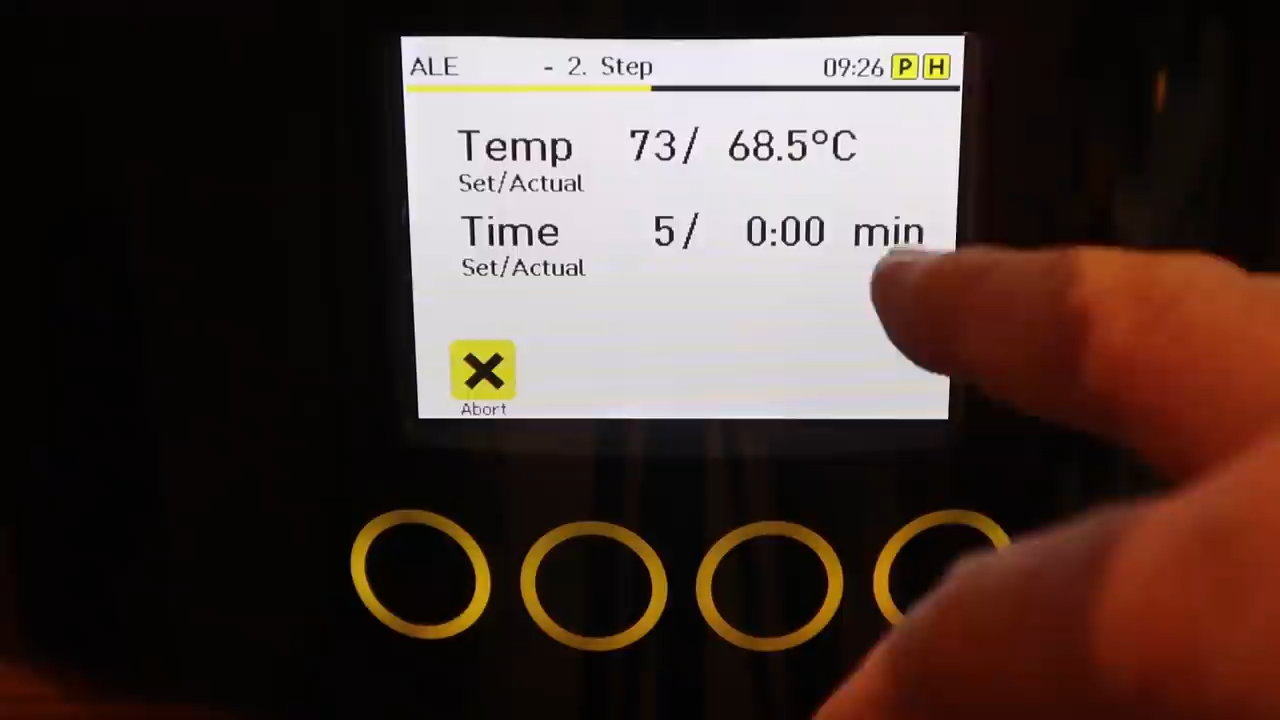 ALE - 2. Step 09:26 P H
Temp 73/ 68.5°C
Set/Actual
Time 5/ 0:00 min
Set/Actual
Abort